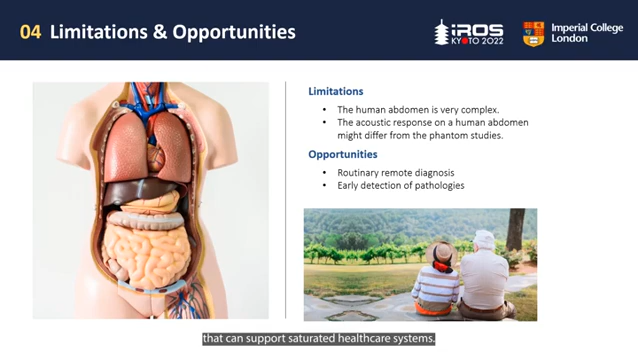 04 Limitations & Opportunities
iROS
KYOTO 2022
Imperial College
London
Limitations
• The human abdomen is very complex.
• The acoustic response on a human abdomen
might differ from the phantom studies.
Opportunities
• Routinary remote diagnosis
• Early detection of pathologies
that can support saturated healthcare systems.